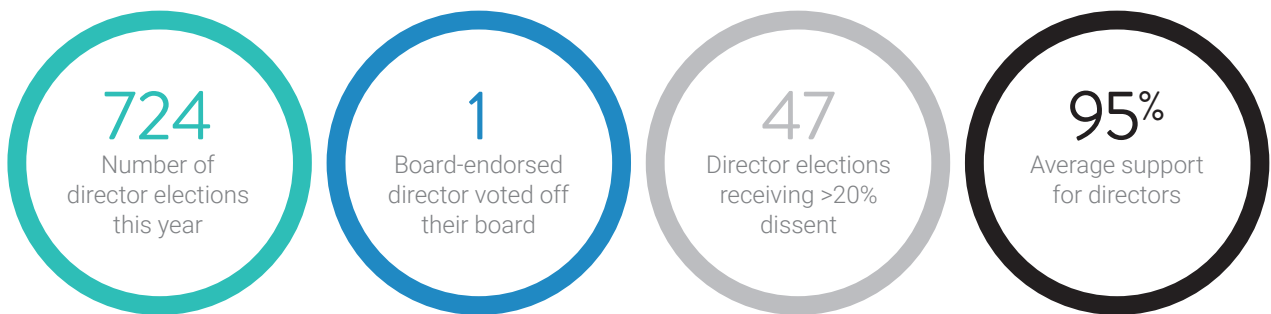 724
Number of
director elections
this year
1
Board-endorsed
director voted off
their board
47
Director elections
receiving >20%
dissent
95%
Average support
for directors